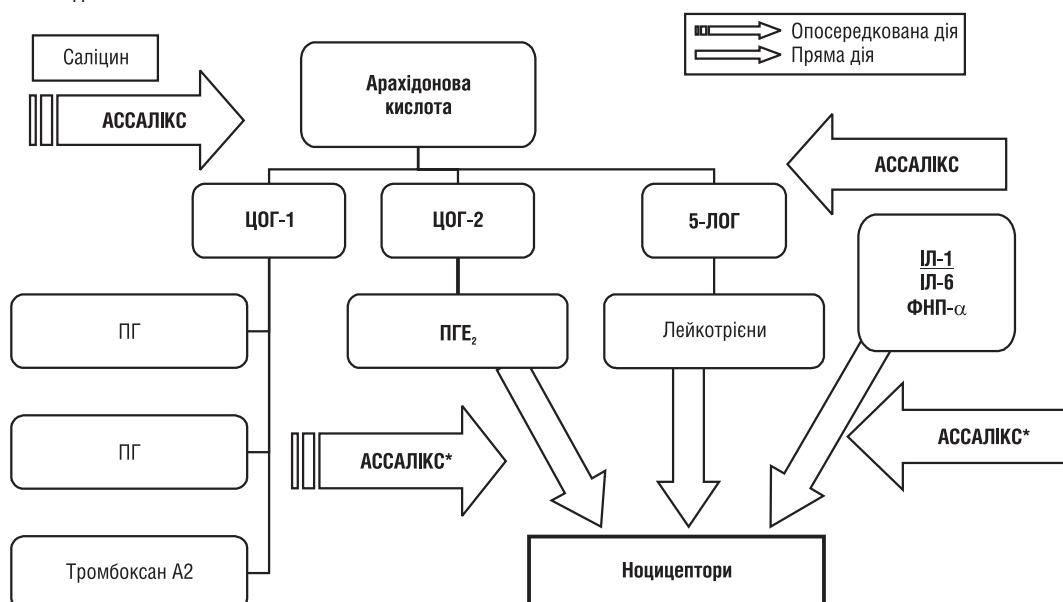 Опосередкована дія
Пряма дія
Саліцин
АССАЛІКС
Арахідонова
кислота
АССАЛІКС
ЦОГ-1
ЦОГ-2
5-ЛОГ
ІЛ-1
ІЛ-6
ФНП-α
ПГ
ПГЕ₂
Лейкотрієни
ПГ
АССАЛІКС*
АССАЛІКС*
Тромбоксан А2
Ноцицептори